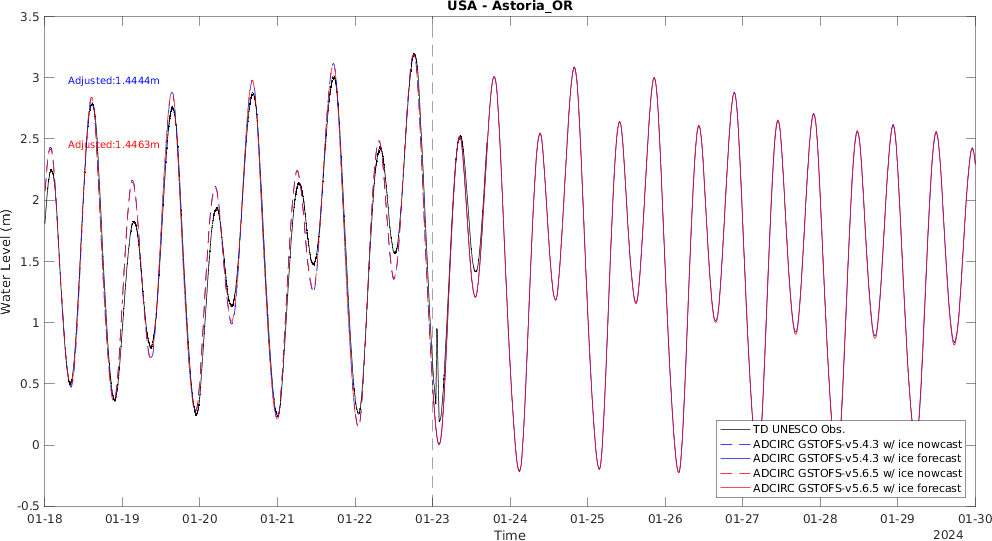 USA - Astoria_OR
3.5
3
2.5
2
1.5
1
0.5
0
-0.5
Water Level (m)
Adjusted:1.4444m
Adjusted:1.4463m
TD UNESCO Obs.
ADCIRC GSTOFS-v5.4.3 w/ ice nowcast
ADCIRC GSTOFS-v5.4.3 w/ ice forecast
ADCIRC GSTOFS-v5.6.5 w/ ice nowcast
ADCIRC GSTOFS-v5.6.5 w/ ice forecast
01-18 01-19 01-20 01-21 01-22 01-23 01-24 01-25 01-26 01-27 01-28 01-29 01-30
Time
2024